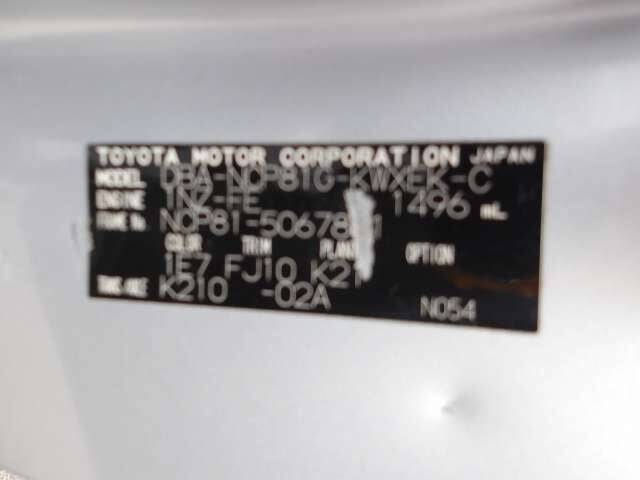 TOYOTA MOTOR CORPORATION JAPAN
MODEL DBA-NCP81G-KWXEK-C
ENGINE 1NZ-FE 1496 mL
FRAME No. NCP81-50678 1
COLOR TRIM PLANT OPTION
1E7 FJ10 K21
TRANS/AXLE K210 -02A
N054